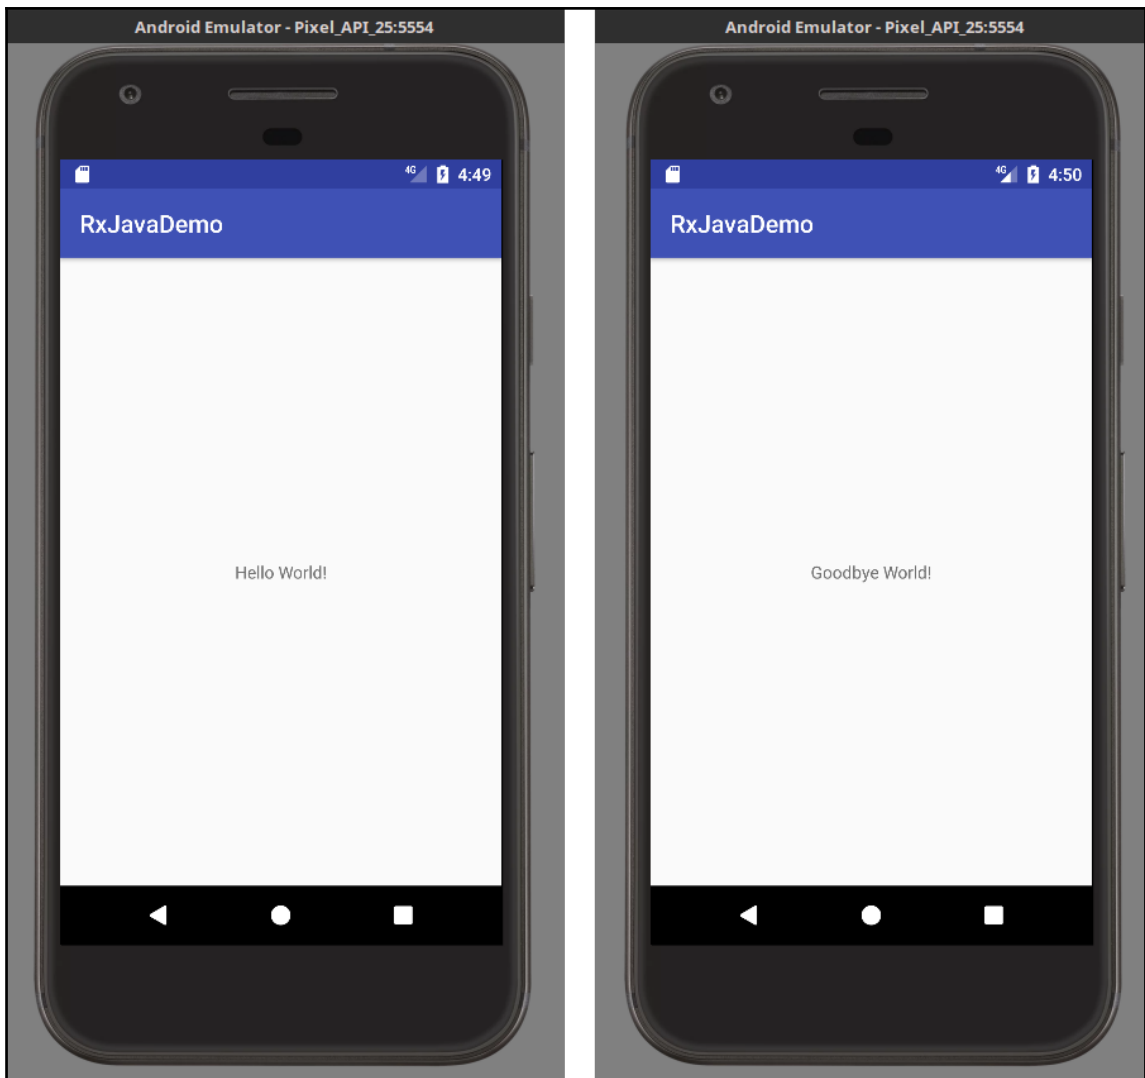 Android Emulator - Pixel_API_25:5554
4G 4:49
RxJavaDemo
Hello World!
Android Emulator - Pixel_API_25:5554
4G 4:50
RxJavaDemo
Goodbye World!